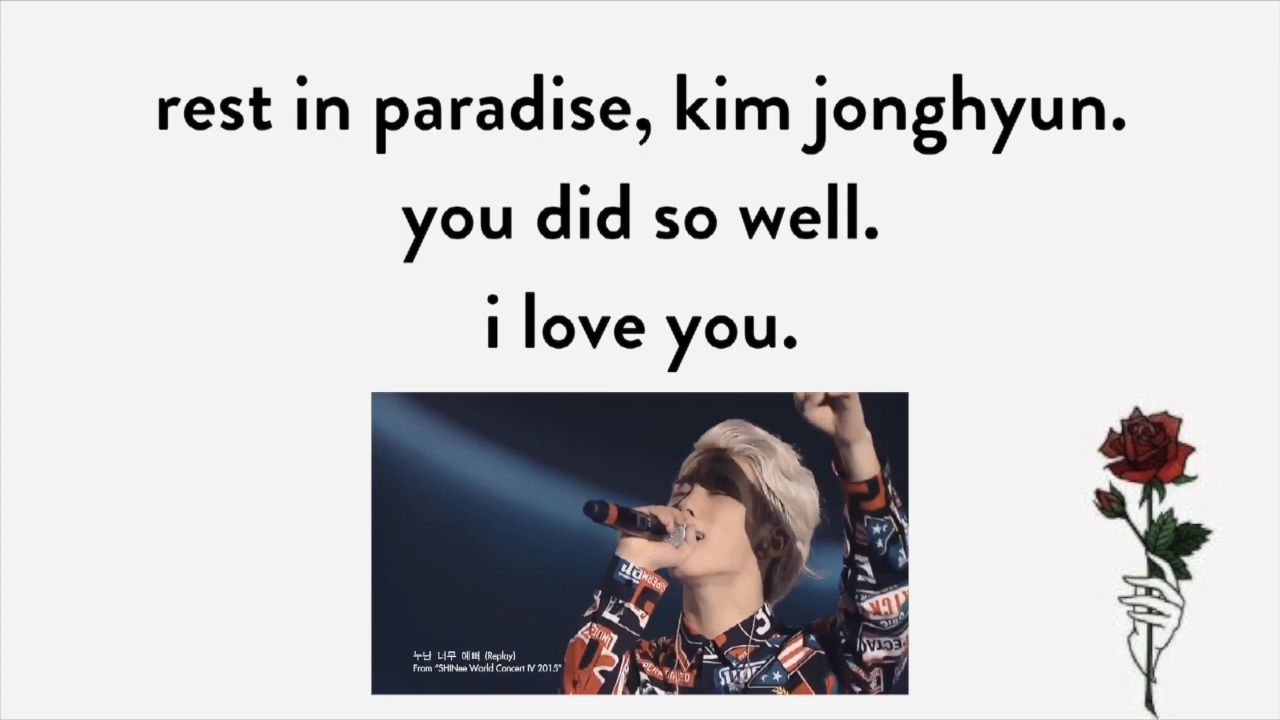 rest in paradise, kim jonghyun.
you did so well.
i love you.
누난 너무 예뻐 (Replay)
From "SHINee World Concert IV 2015"